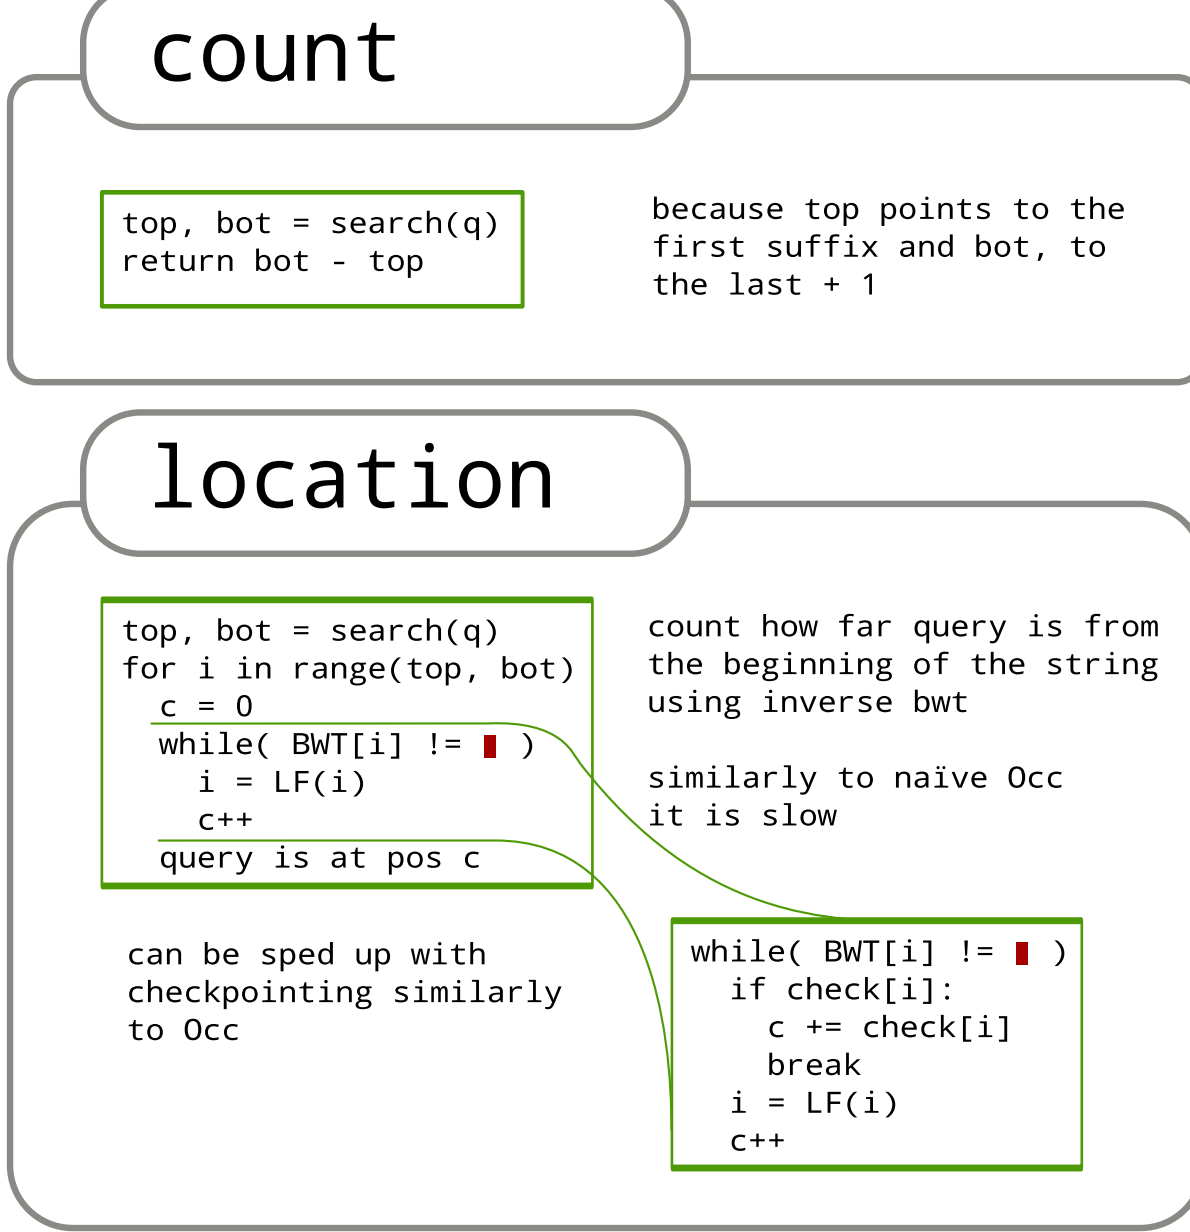 count
top, bot = search(q)
return bot - top
because top points to the
first suffix and bot, to
the last + 1
location
top, bot = search(q)
for i in range(top, bot)
c = 0
while( BWT[i] != )
i = LF(i)
c++
query is at pos c
count how far query is from
the beginning of the string
using inverse bwt
similarly to naïve Occ
it is slow
can be sped up with
checkpointing similarly
to Occ
while( BWT[i] != )
if check[i]:
c += check[i]
break
i = LF(i)
c++